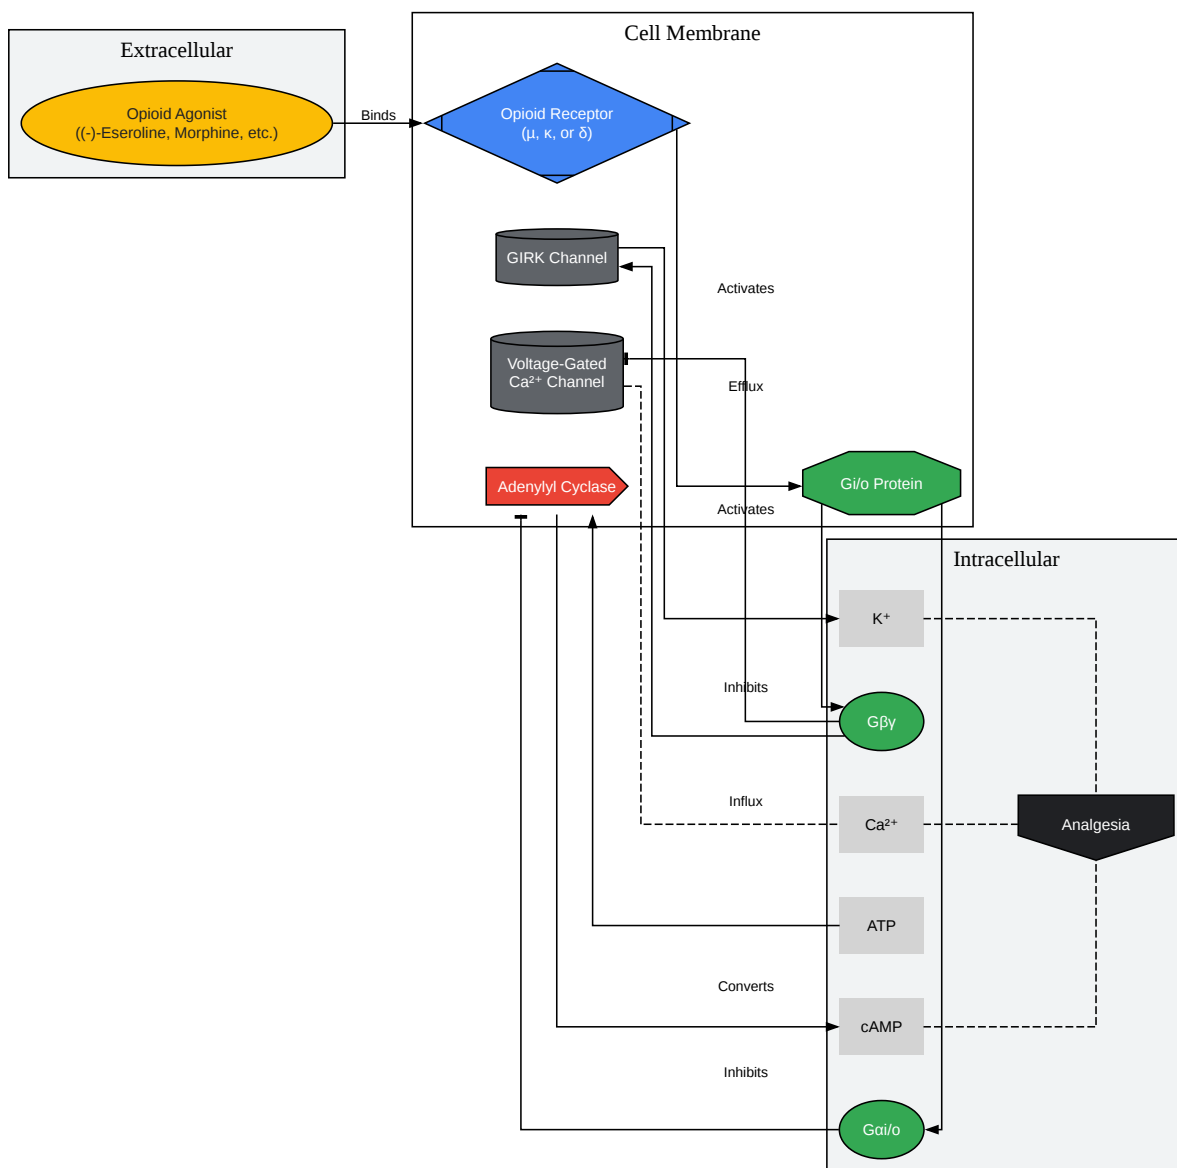 Cell Membrane
Extracellular
Opioid Agonist
((-)-Eseroline, Morphine, etc.)
Binds
Opioid Receptor
(μ, κ, or δ)
GIRK Channel
Activates
Voltage-Gated
Ca²⁺ Channel
Efflux
Adenylyl Cyclase
Gi/o Protein
Activates
Intracellular
K⁺
Inhibits
Gβγ
Influx
Ca²⁺
Analgesia
ATP
Converts
cAMP
Inhibits
Gαi/o